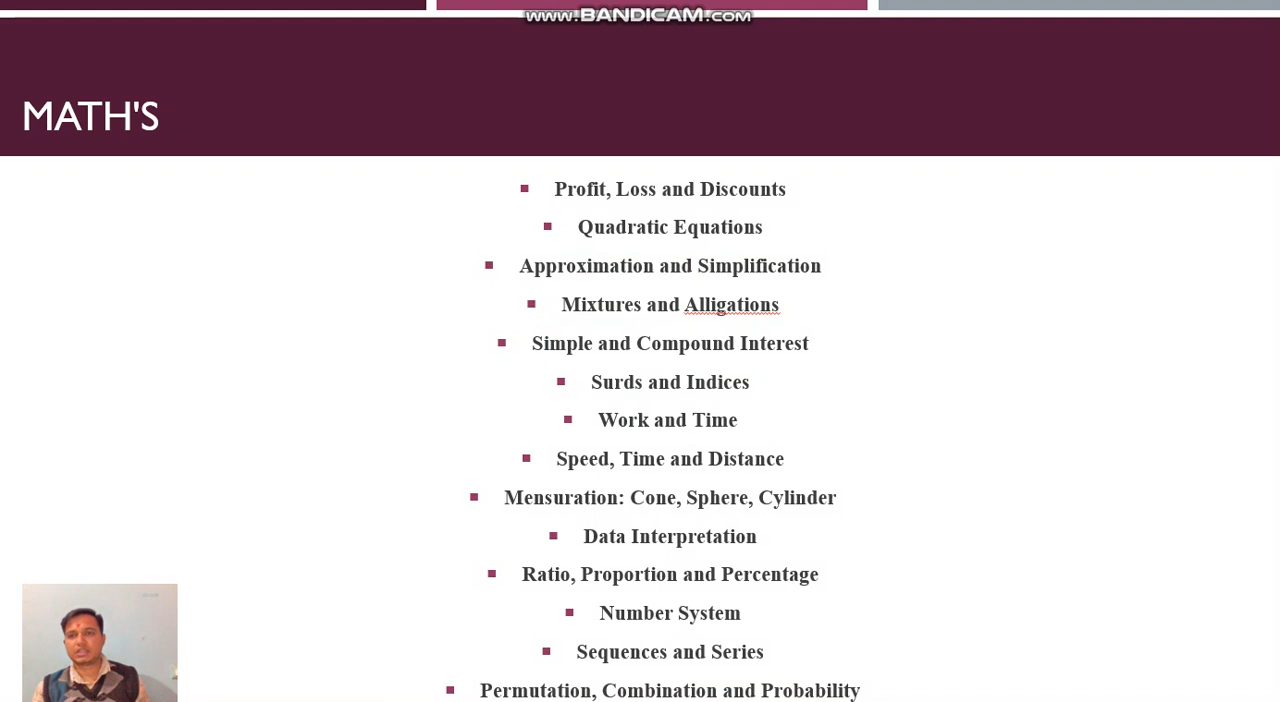 www.BANDICAM.com
MATH'S
Profit, Loss and Discounts
Quadratic Equations
Approximation and Simplification
Mixtures and Alligations
Simple and Compound Interest
Surds and Indices
Work and Time
Speed, Time and Distance
Mensuration: Cone, Sphere, Cylinder
Data Interpretation
Ratio, Proportion and Percentage
Number System
Sequences and Series
Permutation, Combination and Probability